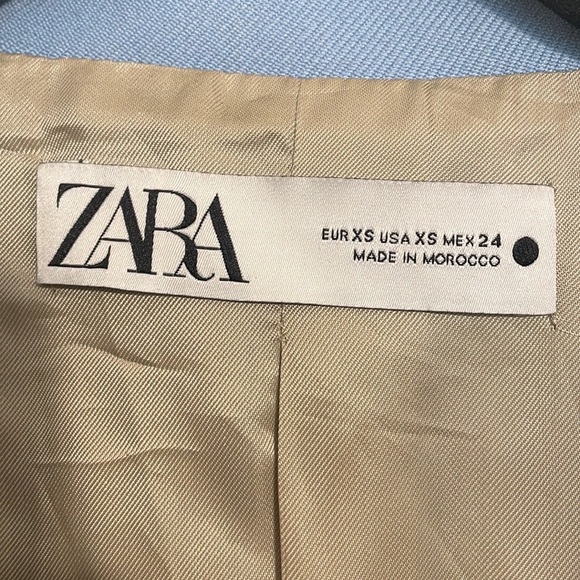 ZARA
EUR XS USA XS MEX 24
MADE IN MOROCCO